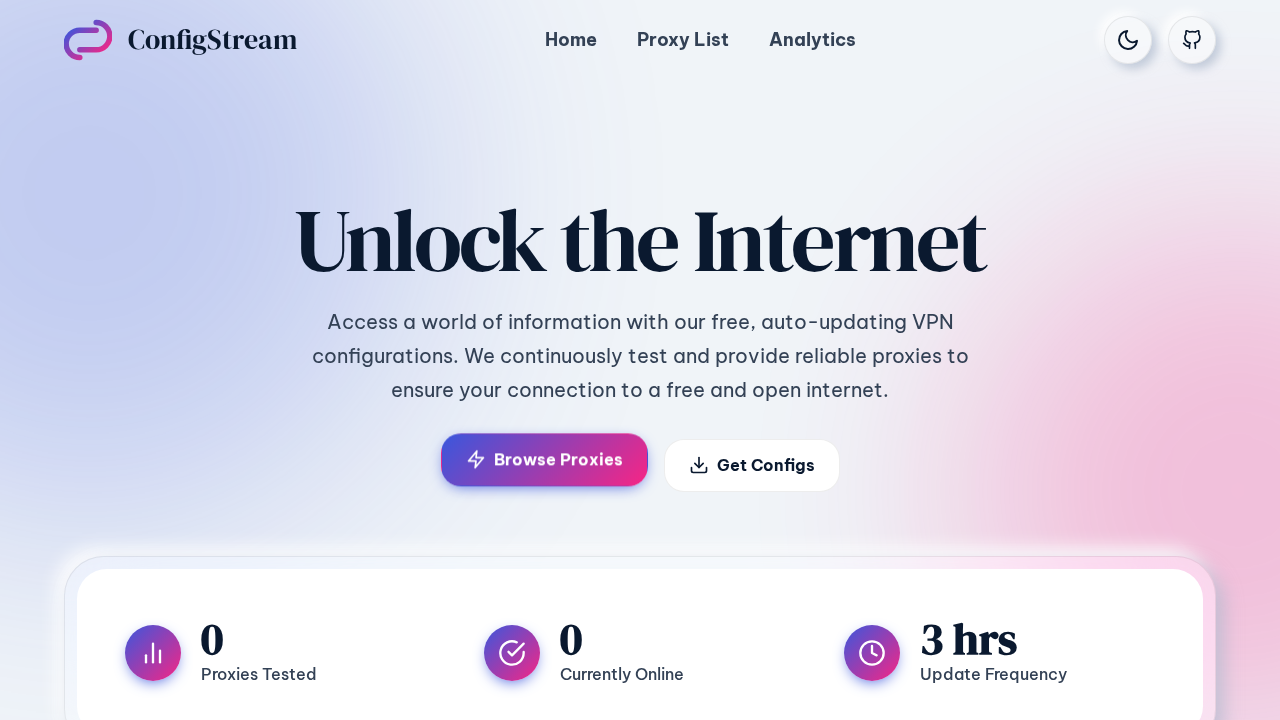 ConfigStream
Home
Proxy List
Analytics
Unlock the Internet
Access a world of information with our free, auto-updating VPN
configurations. We continuously test and provide reliable proxies to
ensure your connection to a free and open internet.
Browse Proxies
Get Configs
0
Proxies Tested
0
Currently Online
3 hrs
Update Frequency